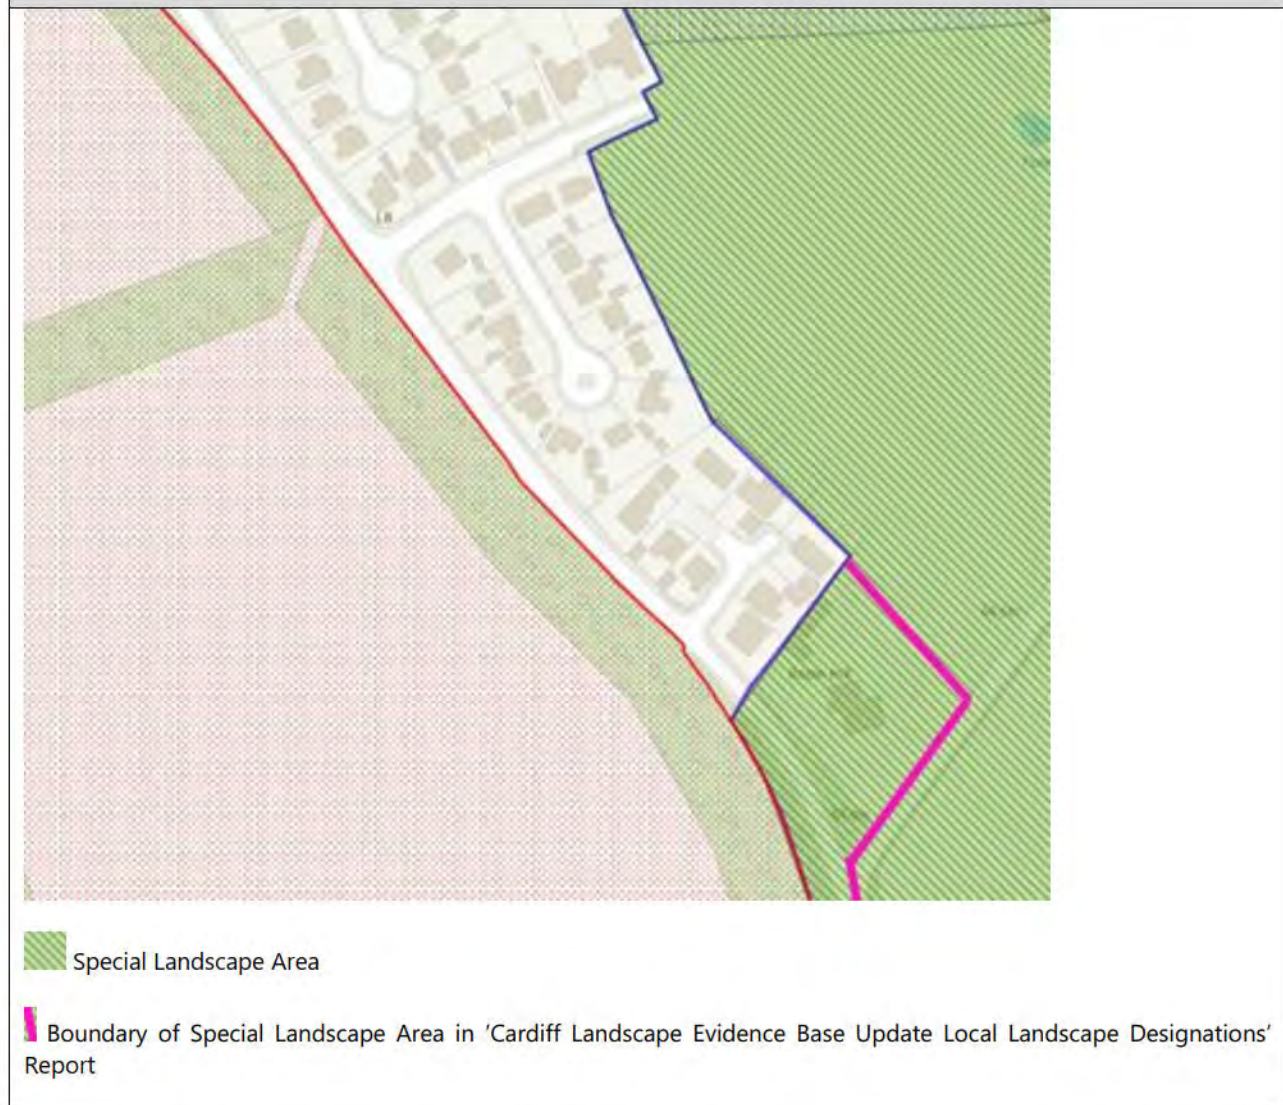 Special Landscape Area
Boundary of Special Landscape Area in 'Cardiff Landscape Evidence Base Update Local Landscape Designations'
Report